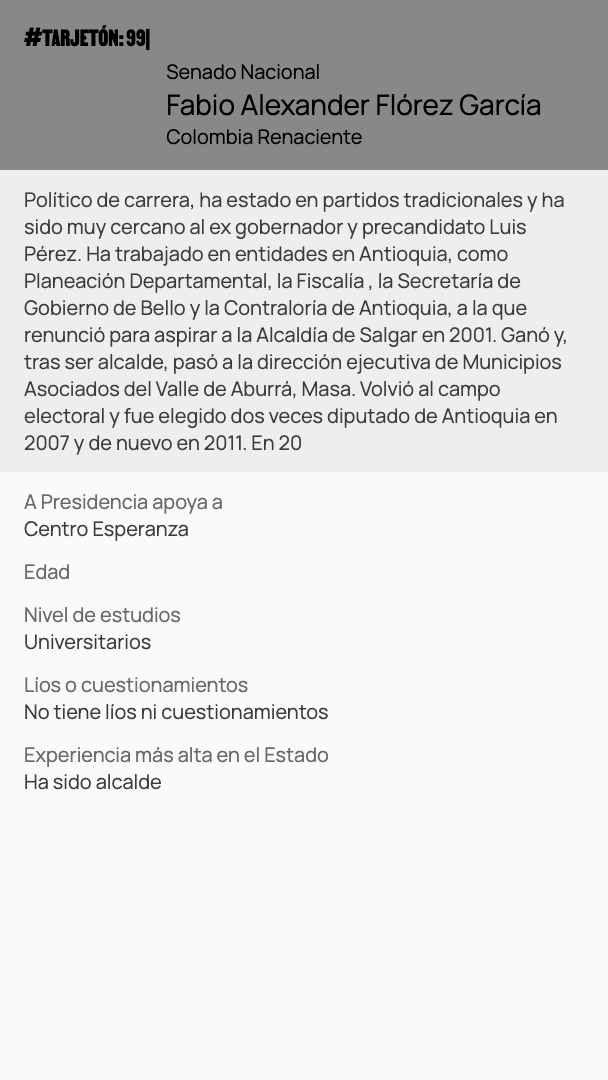 #TARJETÓN: 99|
Senado Nacional
Fabio Alexander Flórez García
Colombia Renaciente
Político de carrera, ha estado en partidos tradicionales y ha
sido muy cercano al ex gobernador y precandidato Luis
Pérez. Ha trabajado en entidades en Antioquia, como
Planeación Departamental, la Fiscalía , la Secretaría de
Gobierno de Bello y la Contraloría de Antioquia, a la que
renunció para aspirar a la Alcaldía de Salgar en 2001. Ganó y,
tras ser alcalde, pasó a la dirección ejecutiva de Municipios
Asociados del Valle de Aburrá, Masa. Volvió al campo
electoral y fue elegido dos veces diputado de Antioquia en
2007 y de nuevo en 2011. En 20
A Presidencia apoya a
Centro Esperanza
Edad
Nivel de estudios
Universitarios
Líos o cuestionamientos
No tiene líos ni cuestionamientos
Experiencia más alta en el Estado
Ha sido alcalde